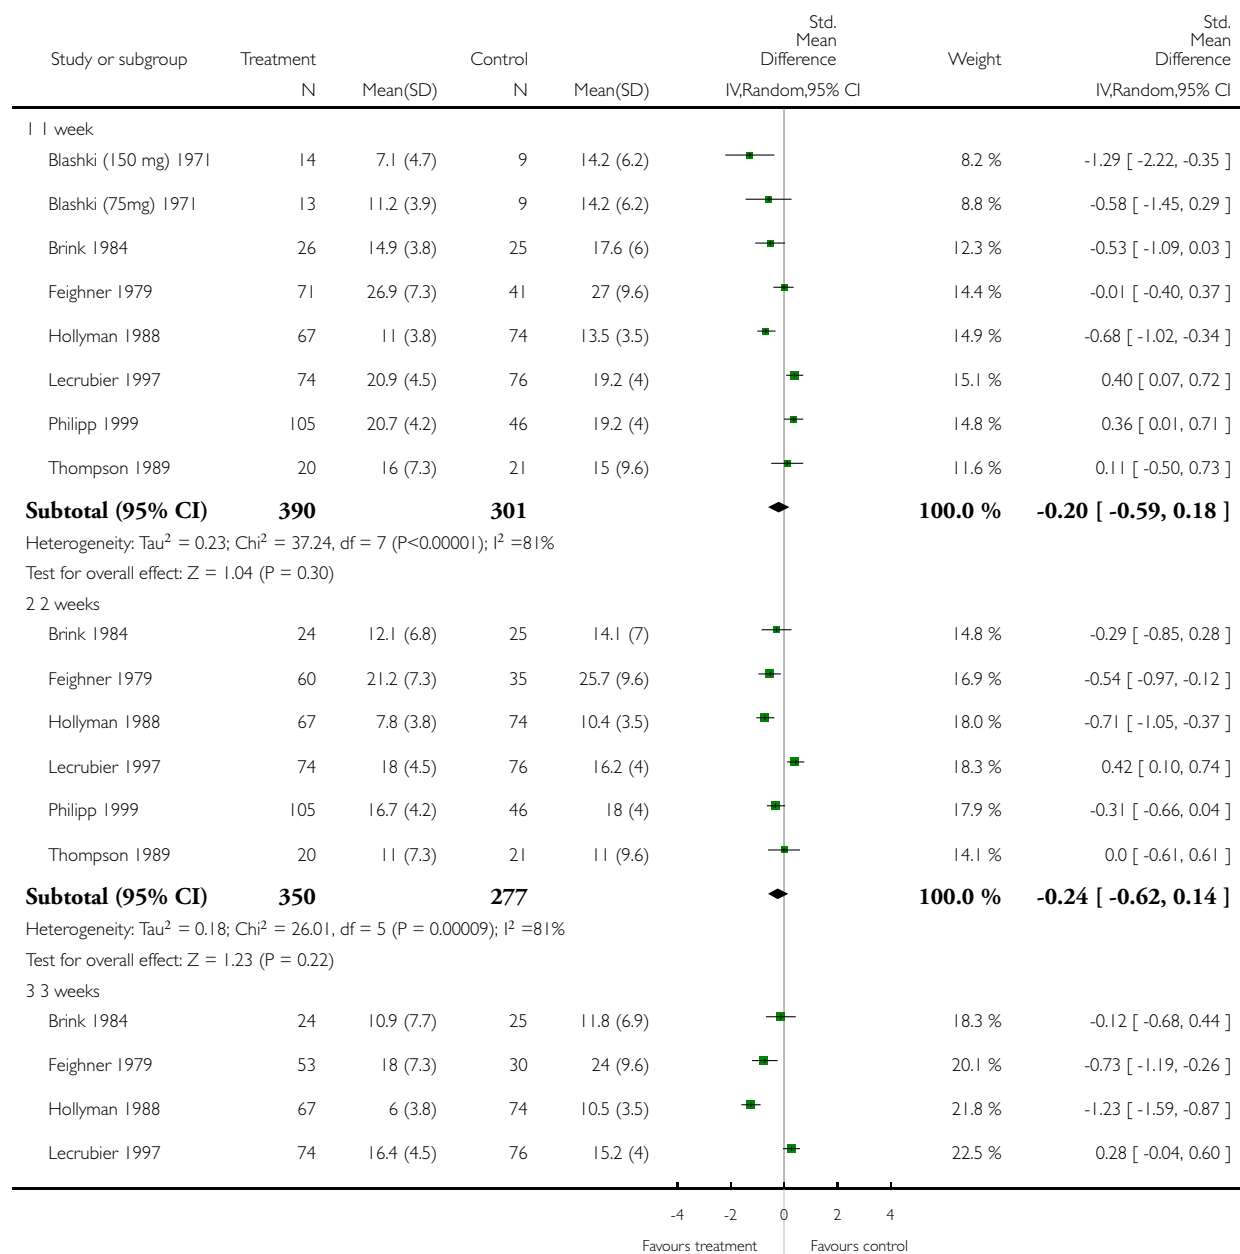 Study or subgroup Treatment Control Std. Mean Difference Weight Std. Mean Difference
N Mean(SD) N Mean(SD) IV,Random,95% CI IV,Random,95% CI
1 1 week
Blashki (150 mg) 1971 14 7.1 (4.7) 9 14.2 (6.2) 8.2 % -1.29 [ -2.22, -0.35 ]
Blashki (75mg) 1971 13 11.2 (3.9) 9 14.2 (6.2) 8.8 % -0.58 [ -1.45, 0.29 ]
Brink 1984 26 14.9 (3.8) 25 17.6 (6) 12.3 % -0.53 [ -1.09, 0.03 ]
Feighner 1979 71 26.9 (7.3) 41 27 (9.6) 14.4 % -0.01 [ -0.40, 0.37 ]
Hollyman 1988 67 11 (3.8) 74 13.5 (3.5) 14.9 % -0.68 [ -1.02, -0.34 ]
Lecrubier 1997 74 20.9 (4.5) 76 19.2 (4) 15.1 % 0.40 [ 0.07, 0.72 ]
Philipp 1999 105 20.7 (4.2) 46 19.2 (4) 14.8 % 0.36 [ 0.01, 0.71 ]
Thompson 1989 20 16 (7.3) 21 15 (9.6) 11.6 % 0.11 [ -0.50, 0.73 ]
Subtotal (95% CI) 390 301 100.0 % -0.20 [ -0.59, 0.18 ]
Heterogeneity: Tau² = 0.23; Chi² = 37.24, df = 7 (P<0.00001); I² =81%
Test for overall effect: Z = 1.04 (P = 0.30)
2 2 weeks
Brink 1984 24 12.1 (6.8) 25 14.1 (7) 14.8 % -0.29 [ -0.85, 0.28 ]
Feighner 1979 60 21.2 (7.3) 35 25.7 (9.6) 16.9 % -0.54 [ -0.97, -0.12 ]
Hollyman 1988 67 7.8 (3.8) 74 10.4 (3.5) 18.0 % -0.71 [ -1.05, -0.37 ]
Lecrubier 1997 74 18 (4.5) 76 16.2 (4) 18.3 % 0.42 [ 0.10, 0.74 ]
Philipp 1999 105 16.7 (4.2) 46 18 (4) 17.9 % -0.31 [ -0.66, 0.04 ]
Thompson 1989 20 11 (7.3) 21 11 (9.6) 14.1 % 0.0 [ -0.61, 0.61 ]
Subtotal (95% CI) 350 277 100.0 % -0.24 [ -0.62, 0.14 ]
Heterogeneity: Tau² = 0.18; Chi² = 26.01, df = 5 (P = 0.00009); I² =81%
Test for overall effect: Z = 1.23 (P = 0.22)
3 3 weeks
Brink 1984 24 10.9 (7.7) 25 11.8 (6.9) 18.3 % -0.12 [ -0.68, 0.44 ]
Feighner 1979 53 18 (7.3) 30 24 (9.6) 20.1 % -0.73 [ -1.19, -0.26 ]
Hollyman 1988 67 6 (3.8) 74 10.5 (3.5) 21.8 % -1.23 [ -1.59, -0.87 ]
Lecrubier 1997 74 16.4 (4.5) 76 15.2 (4) 22.5 % 0.28 [ -0.04, 0.60 ]
-4 -2 0 2 4
Favours treatment Favours control